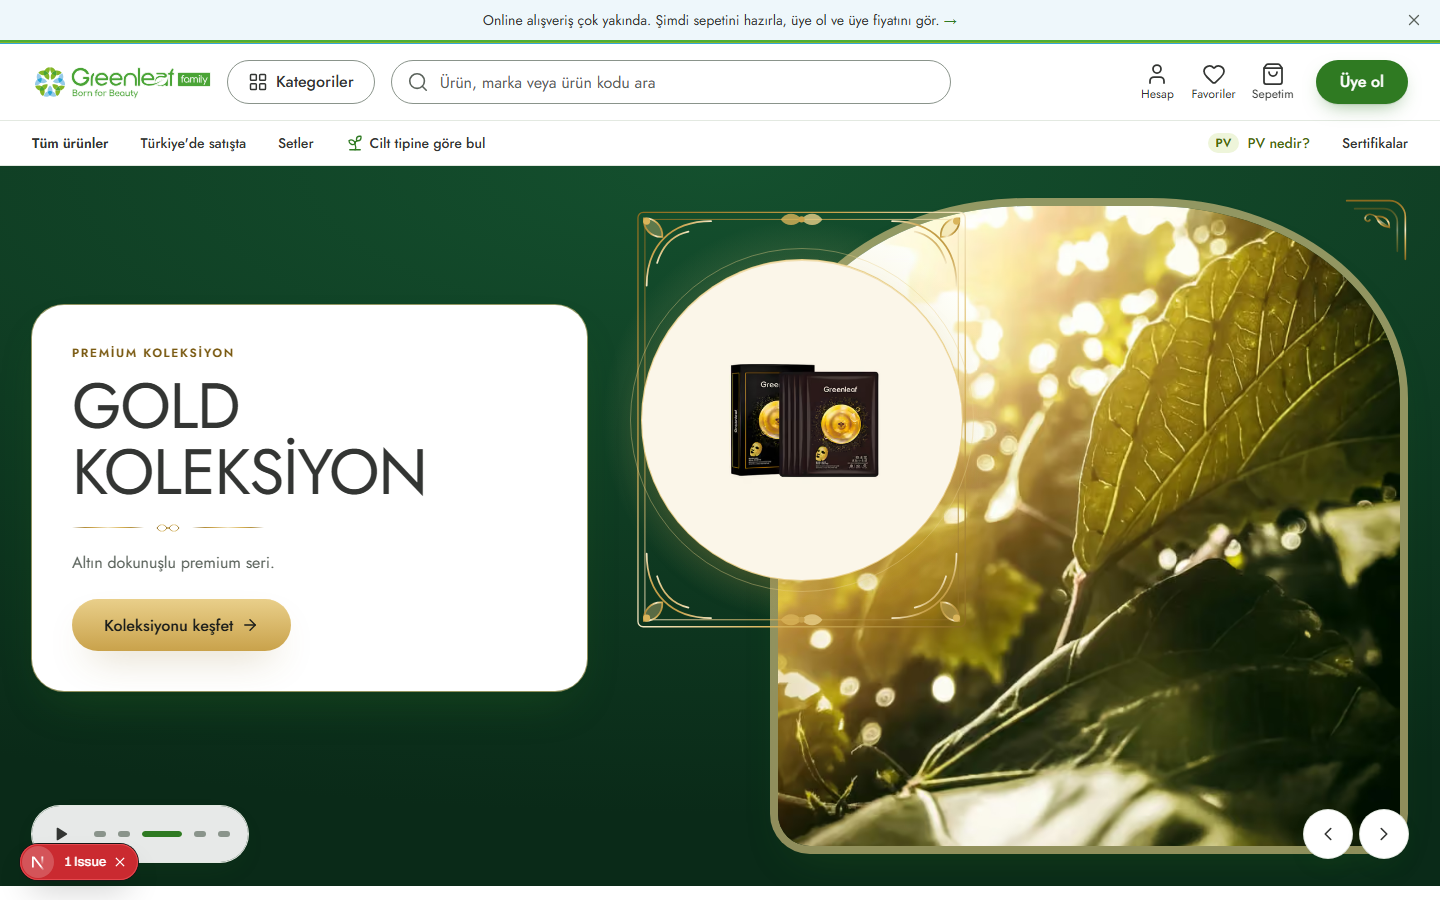 Online alışveriş çok yakında. Şimdi sepetini hazırla, üye ol ve üye fiyatını gör. →
Greenleaf family
Born for Beauty
Kategoriler
Ürün, marka veya ürün kodu ara
Hesap
Favoriler
Sepetim
Üye ol
Tüm ürünler
Türkiye'de satışta
Setler
Cilt tipine göre bul
PV
PV nedir?
Sertifikalar
PREMİUM KOLEKSİYON
GOLD
KOLEKSİYON
Altın dokunuşlu premium seri.
Koleksiyonu keşfet →
Greenleaf
N 1 Issue